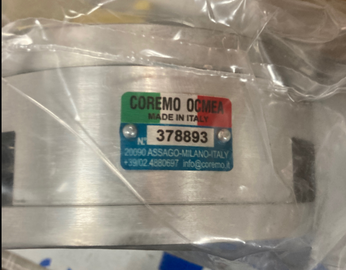 COREMO OCMEA
MADE IN ITALY
N. 378893
20090 ASSAGO-MILANO-ITALY
+39/02.4880697 info@coremo.it